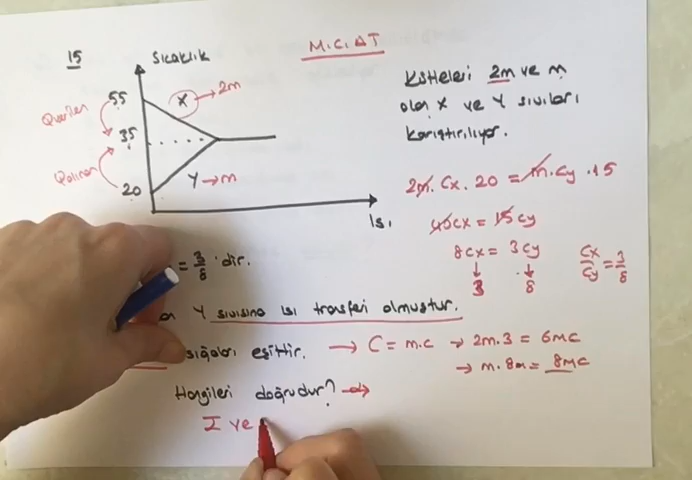 15
Sıcaklık
M.C.ΔT
55
X → 2m
Qverilen
35
Qalınan
20
Y → m
Isı
Kütleleri 2m ve m
olan X ve Y sıvıları
karıştırılıyor.
2m. Cx. 20 = m.Cy .15
40cx = 15cy
8cx = 3cy
3 8
Cx/Cy = 3/8
= 3/8 'dir.
Y sıvısına ısı transferi olmuştur.
eşittir. → C = m.c → 2m.3 = 6mc
→ m.8m = 8mc
Hangileri doğrudur? →
I ve